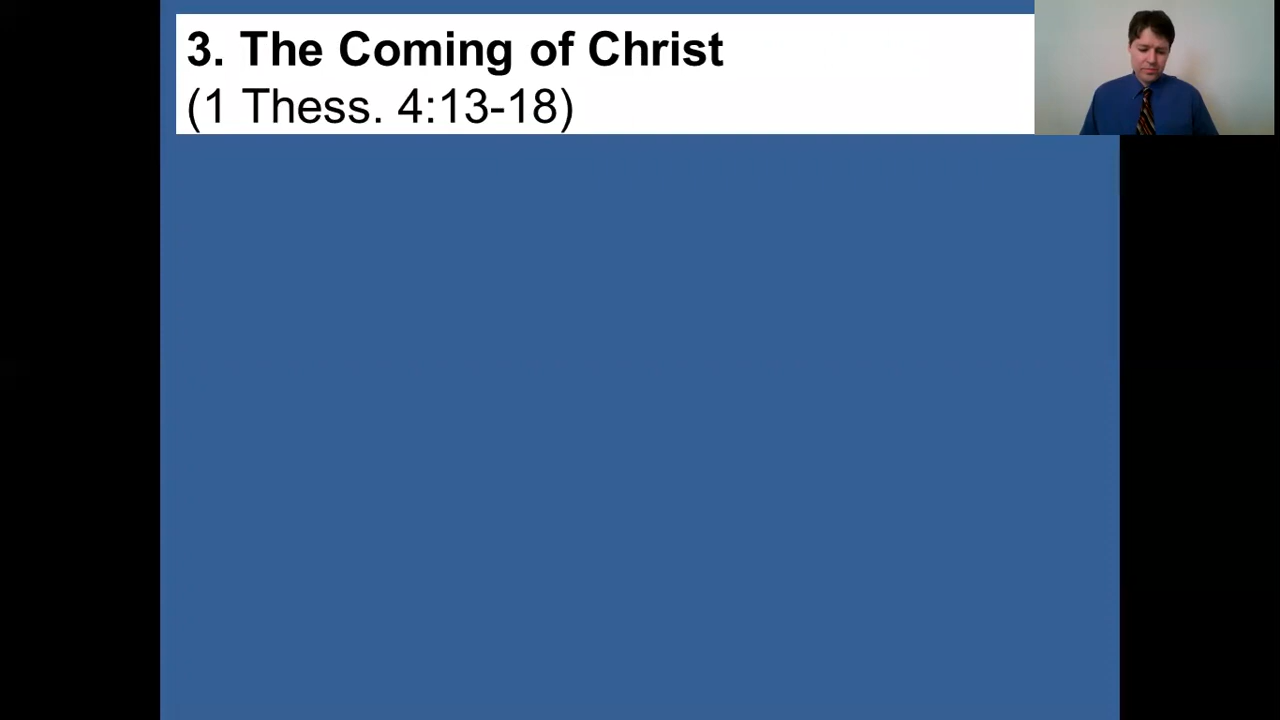 3. The Coming of Christ
(1 Thess. 4:13-18)